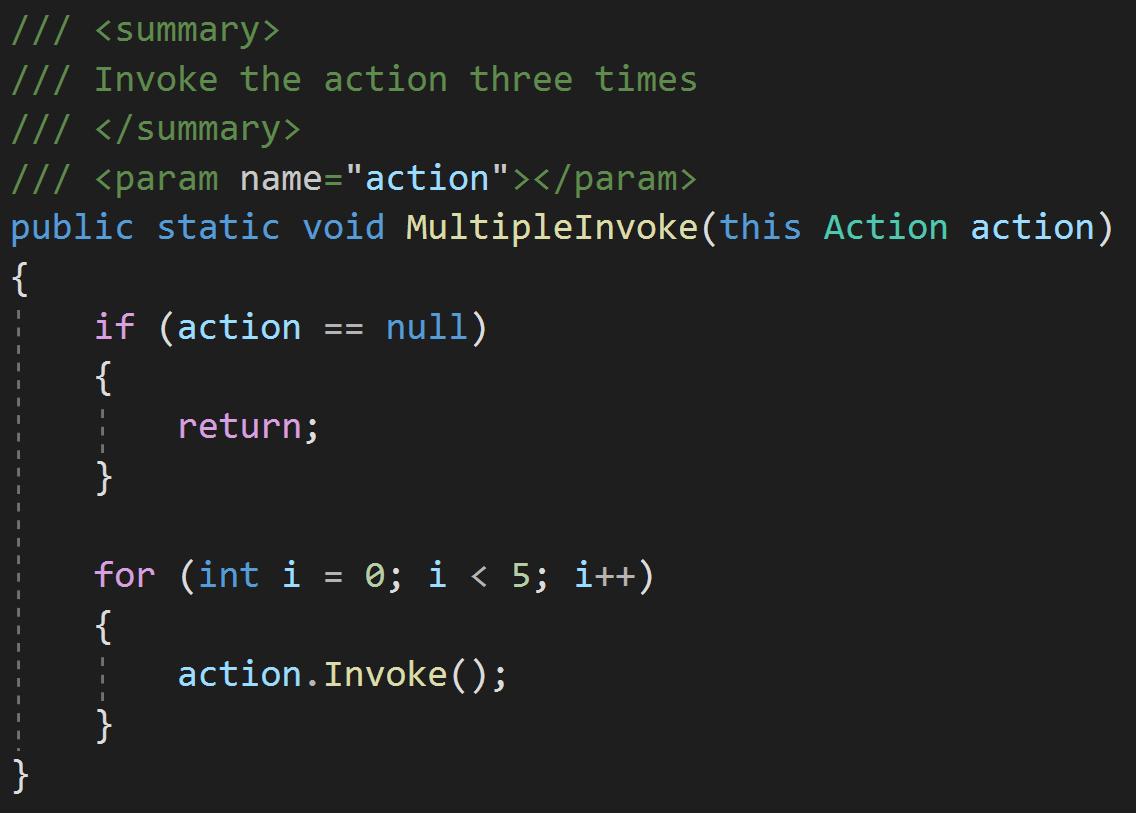 /// <summary>
/// Invoke the action three times
/// </summary>
/// <param name="action"></param>
public static void MultipleInvoke(this Action action)
{
    if (action == null)
    {
        return;
    }

    for (int i = 0; i < 5; i++)
    {
        action.Invoke();
    }
}